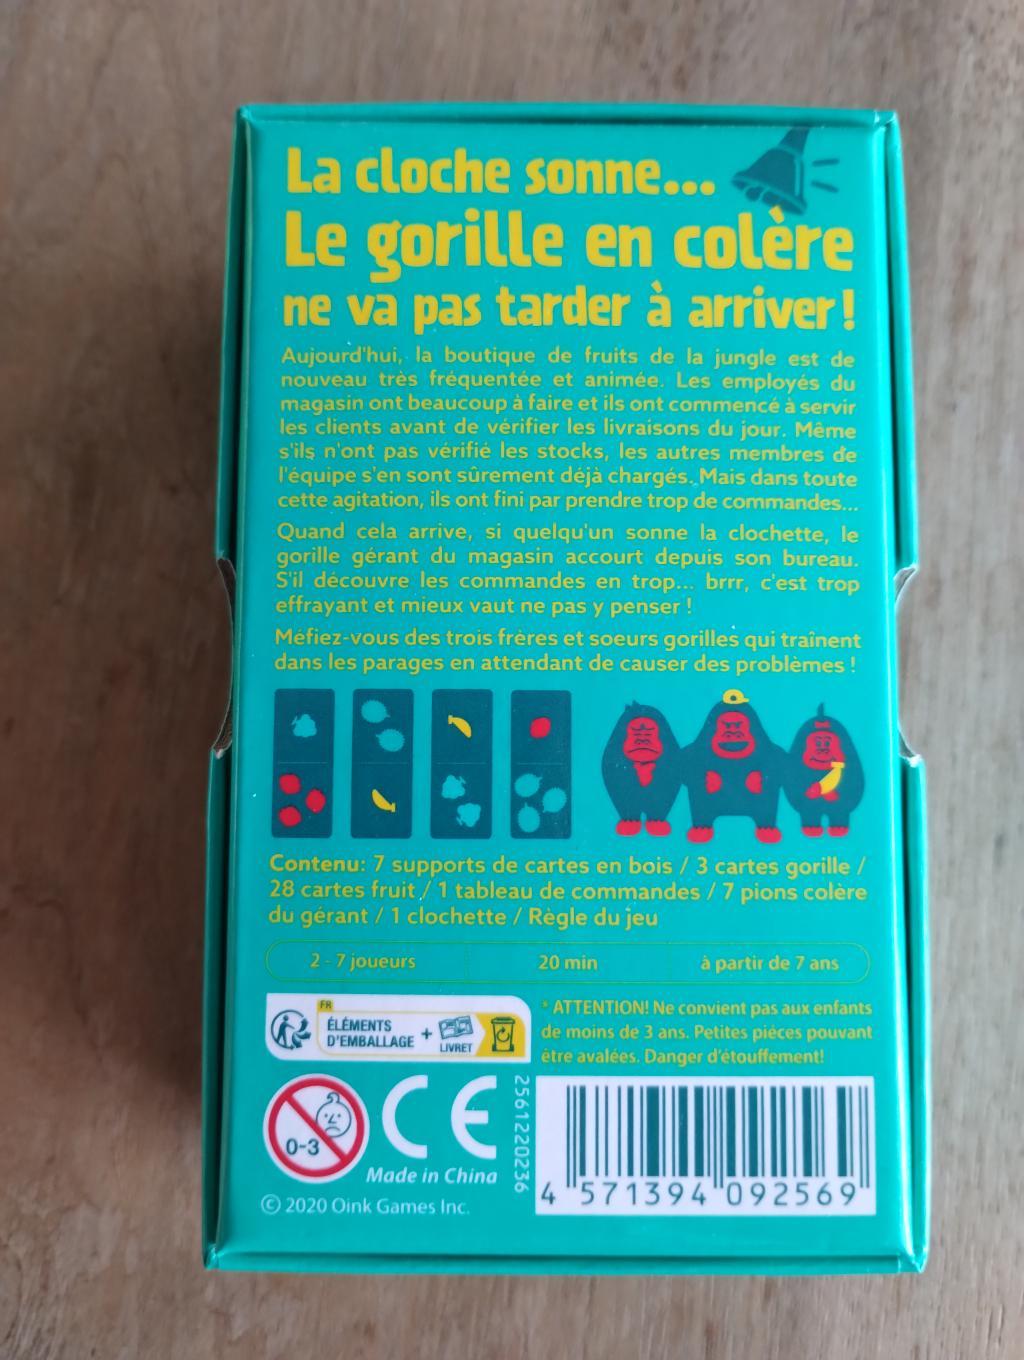 La cloche sonne...
Le gorille en colère
ne va pas tarder à arriver !
Aujourd'hui, la boutique de fruits de la jungle est de
nouveau très fréquentée et animée. Les employés du
magasin ont beaucoup à faire et ils ont commencé à servir
les clients avant de vérifier les livraisons du jour. Même
s'ils n'ont pas vérifié les stocks, les autres membres de
l'équipe s'en sont sûrement déjà chargés. Mais dans toute
cette agitation, ils ont fini par prendre trop de commandes...
Quand cela arrive, si quelqu'un sonne la clochette, le
gorille gérant du magasin accourt depuis son bureau.
S'il découvre les commandes en trop... brrr, c'est trop
effrayant et mieux vaut ne pas y penser !
Méfiez-vous des trois frères et soeurs gorilles qui traînent
dans les parages en attendant de causer des problèmes !
Contenu: 7 supports de cartes en bois / 3 cartes gorille /
28 cartes fruit / 1 tableau de commandes / 7 pions colère
du gérant / 1 clochette / Règle du jeu
2 - 7 joueurs 20 min à partir de 7 ans
FR
ÉLÉMENTS
D'EMBALLAGE + LIVRET
* ATTENTION! Ne convient pas aux enfants
de moins de 3 ans. Petites pièces pouvant
être avalées. Danger d'étouffement!
0-3
CE
2561220236
Made in China
© 2020 Oink Games Inc.
4 571394 092569